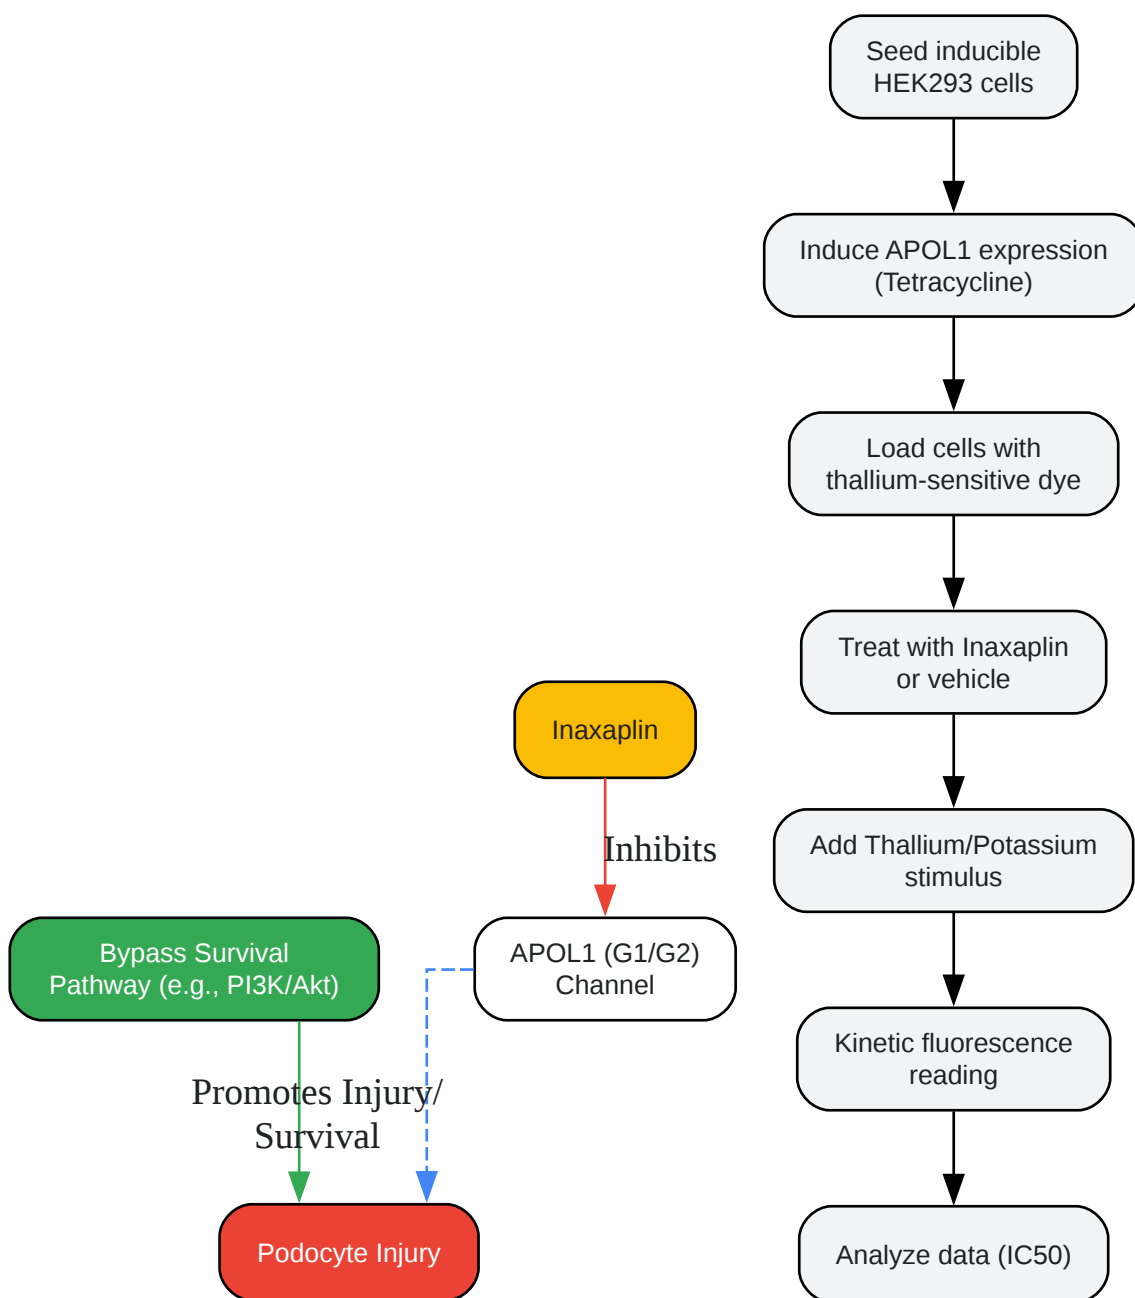 Seed inducible
HEK293 cells
Induce APOL1 expression
(Tetracycline)
Load cells with
thallium-sensitive dye
Treat with Inaxaplin
or vehicle
Add Thallium/Potassium
stimulus
Kinetic fluorescence
reading
Analyze data (IC50)
Inaxaplin
Inhibits
Bypass Survival
Pathway (e.g., PI3K/Akt)
APOL1 (G1/G2)
Channel
Promotes Injury/
Survival
Podocyte Injury